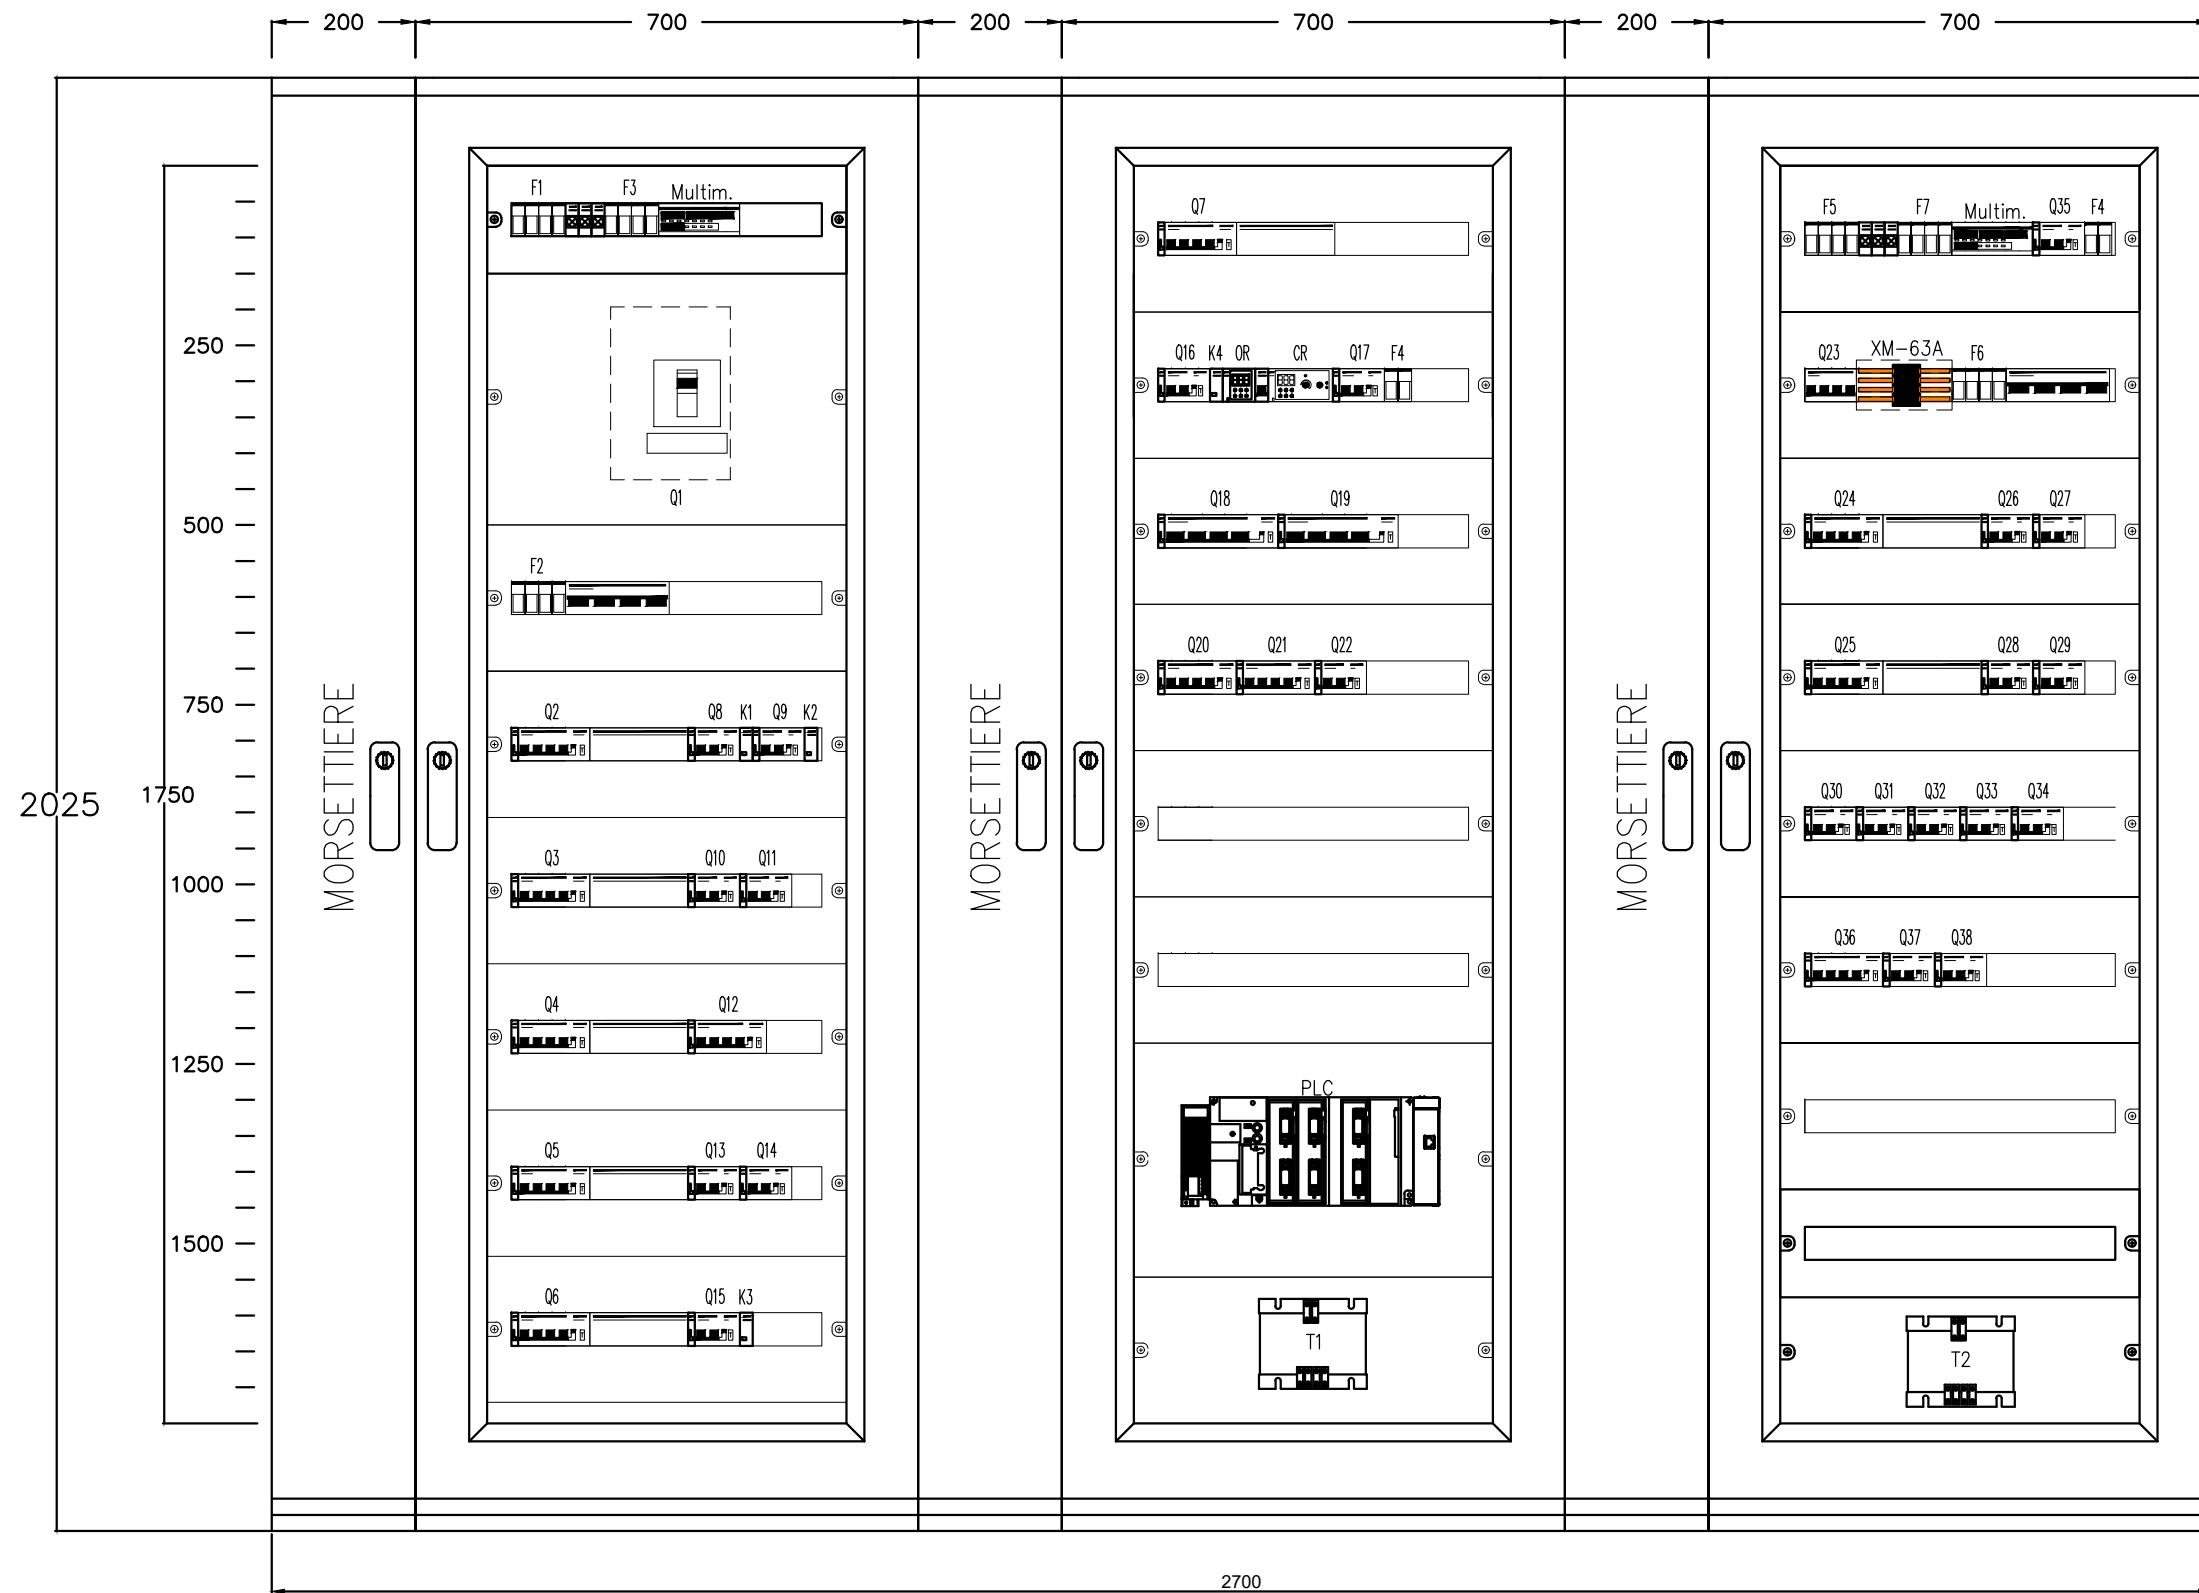 200 700 200 700 200 700
F1 F3 Multim.
Q1
F2
Q2 Q8 K1 Q9 K2
Q3 Q10 Q11
Q4 Q12
Q5 Q13 Q14
Q6 Q15 K3
Q7
Q16 K4 OR CR Q17 F4
Q18 Q19
Q20 Q21 Q22
PLC
T1
F5 F7 Multim. Q35 F4
Q23 XM-63A F6
Q24 Q26 Q27
Q25 Q28 Q29
Q30 Q31 Q32 Q33 Q34
Q36 Q37 Q38
T2
MORSETTIERE
MORSETTIERE
MORSETTIERE
250
500
750
1000
1250
1500
1750
2025
2700